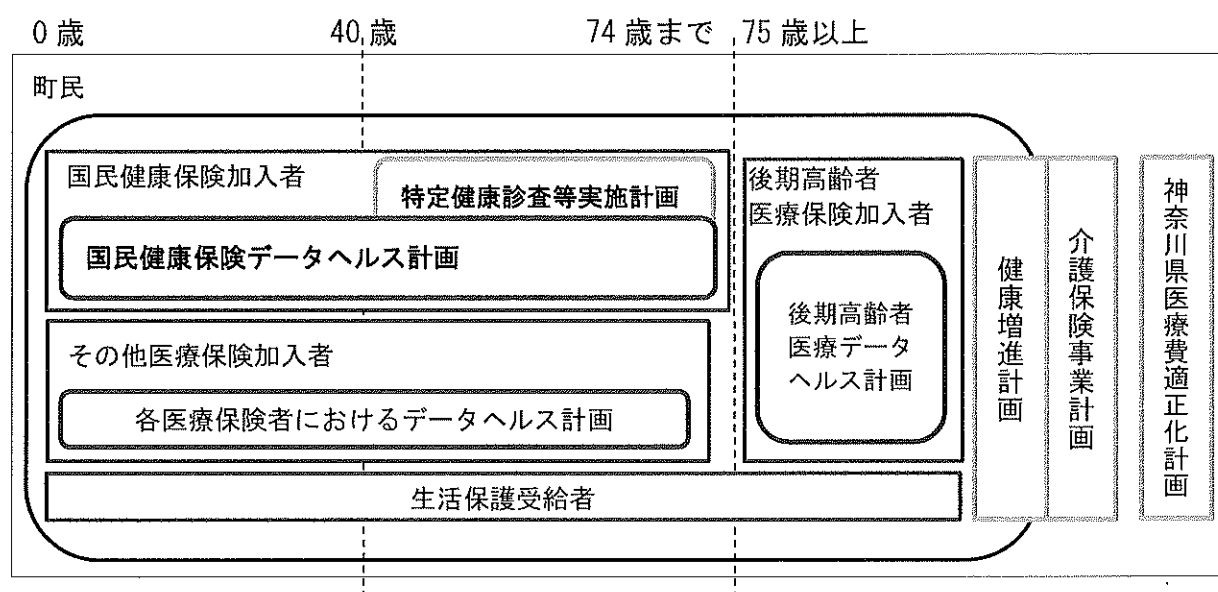 0歳
40歳
74歳まで
75歳以上
町民
国民健康保険加入者
特定健康診査等実施計画
国民健康保険データヘルス計画
後期高齢者
医療保険加入者
後期高齢者
医療データ
ヘルス計画
その他医療保険加入者
各医療保険者におけるデータヘルス計画
生活保護受給者
健康増進計画
介護保険事業計画
神奈川県医療費適正化計画